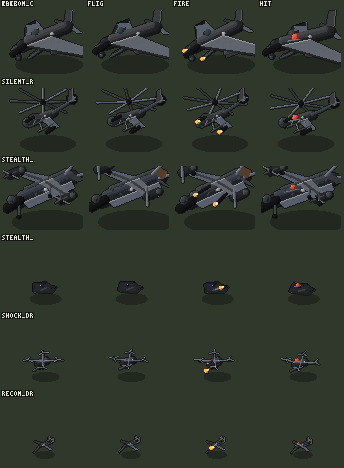 FLIG FIRE HIT
SILENT_R
STEALTH_
STEALTH_
SHOCK_DR
RECON_DR